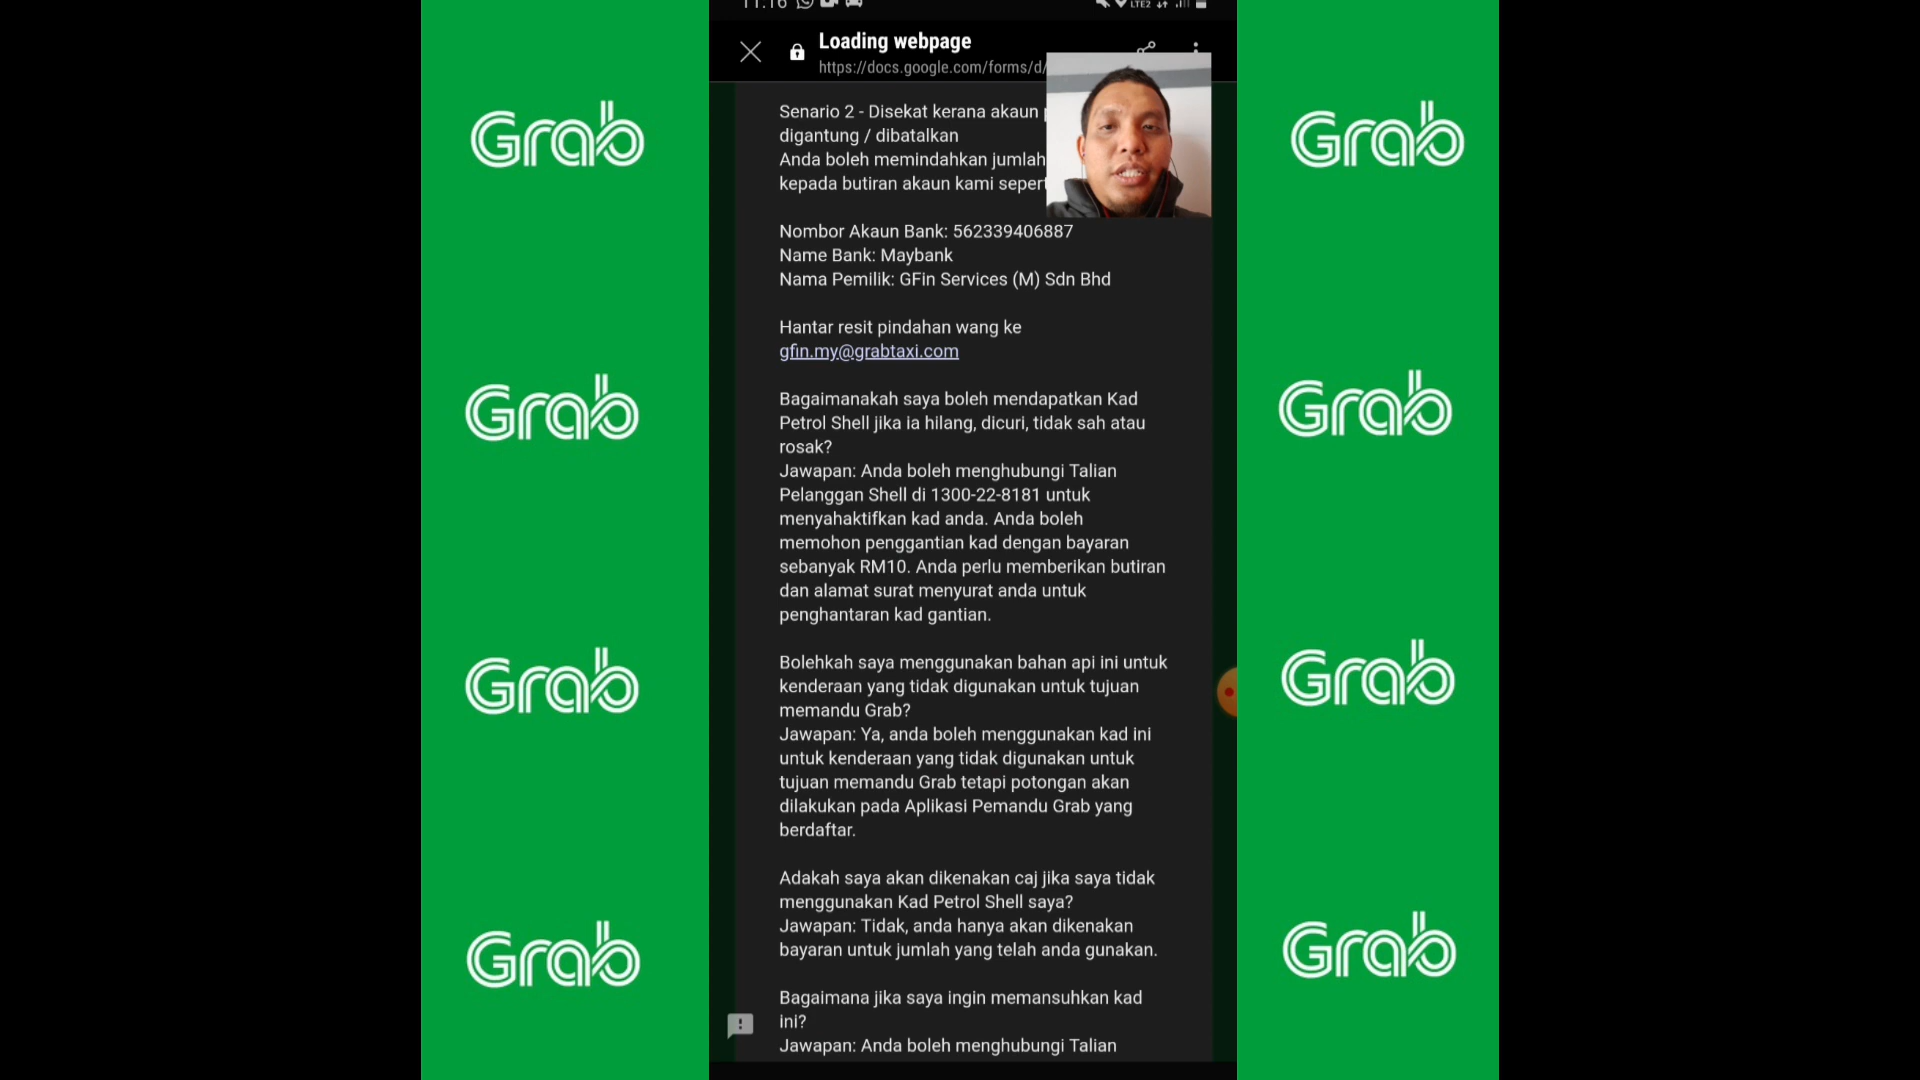 11:16
LTE2
Loading webpage
https://docs.google.com/forms/d/
Senario 2 - Disekat kerana akaun
digantung / dibatalkan
Anda boleh memindahkan jumlah
kepada butiran akaun kami
Nombor Akaun Bank: 562339406887
Name Bank: Maybank
Nama Pemilik: GFin Services (M) Sdn Bhd
Hantar resit pindahan wang ke
gfin.my@grabtaxi.com
Bagaimanakah saya boleh mendapatkan Kad
Petrol Shell jika ia hilang, dicuri, tidak sah atau
rosak?
Jawapan: Anda boleh menghubungi Talian
Pelanggan Shell di 1300-22-8181 untuk
menyahaktifkan kad anda. Anda boleh
memohon penggantian kad dengan bayaran
sebanyak RM10. Anda perlu memberikan butiran
dan alamat surat menyurat anda untuk
penghantaran kad gantian.
Bolehkah saya menggunakan bahan api ini untuk
kenderaan yang tidak digunakan untuk tujuan
memandu Grab?
Jawapan: Ya, anda boleh menggunakan kad ini
untuk kenderaan yang tidak digunakan untuk
tujuan memandu Grab tetapi potongan akan
dilakukan pada Aplikasi Pemandu Grab yang
berdaftar.
Adakah saya akan dikenakan caj jika saya tidak
menggunakan Kad Petrol Shell saya?
Jawapan: Tidak, anda hanya akan dikenakan
bayaran untuk jumlah yang telah anda gunakan.
Bagaimana jika saya ingin memansuhkan kad
ini?
Jawapan: Anda boleh menghubungi Talian
Grab
Grab
Grab
Grab
Grab
Grab
Grab
Grab